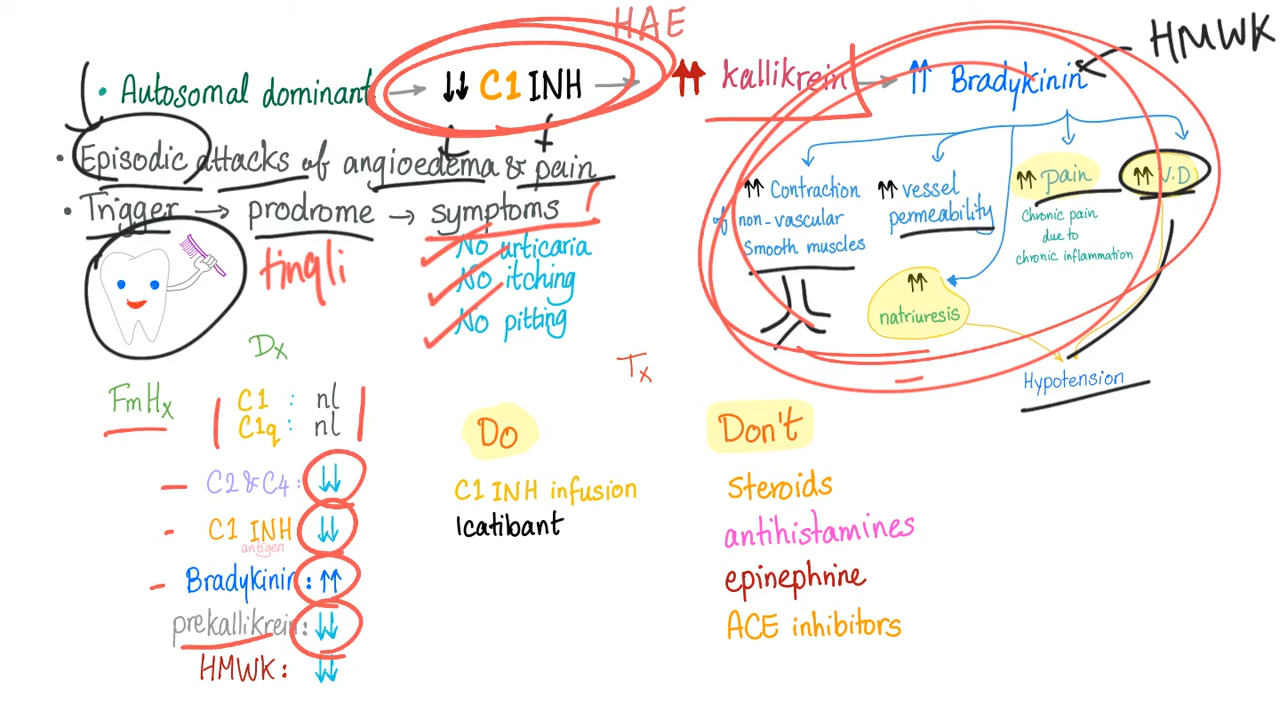 HAE
HMWK
• Autosomal dominant → ↓↓ C1 INH → ↑↑ kallikrein → ↑↑ Bradykinin
• Episodic attacks of angioedema & pain
• Trigger → prodrome → symptoms
tingli
No urticaria
No itching
No pitting
↑↑ Contraction
of non-vascular
smooth muscles
↑↑ vessel
permeability
↑↑ pain
chronic pain
due to
chronic inflammation
↑↑ V.D
↑↑
natriuresis
Hypotension
Dx
FmHx
C1 : nl
C1q : nl
C2 & C4 : ↓↓
C1 INH ↓↓
antigen
Bradykinin : ↑↑
prekallikrein : ↓↓
HMWK : ↓↓
Tx
Do
C1 INH infusion
Icatibant
Don't
steroids
antihistamines
epinephrine
ACE inhibitors